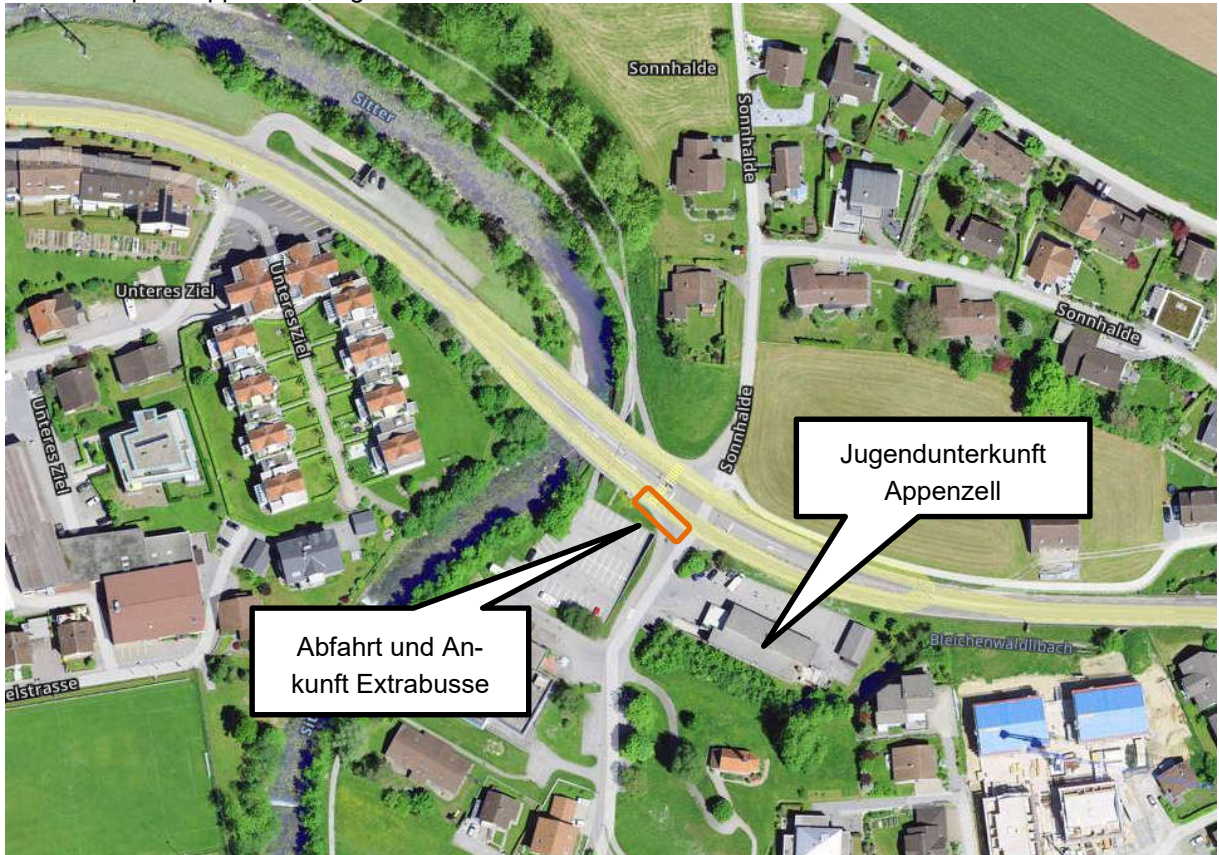 Sonnhalde
Sitter
Sonnhalde
Unteres Ziel
Unteres Ziel
Sonnhalde
Unteres Ziel
Sonnhalde
Jugendunterkunft
Appenzell
Abfahrt und An-
kunft Extrabusse
Bleichenwäldlibach
elstrasse